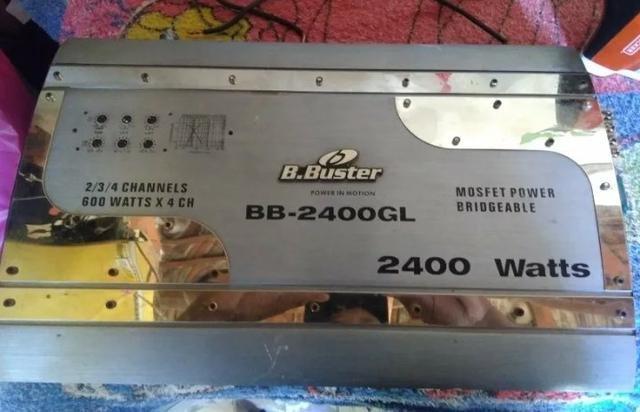 B.Buster
POWER IN MOTION
2/3/4 CHANNELS
600 WATTS X 4 CH
BB-2400GL
MOSFET POWER
BRIDGEABLE
2400 Watts